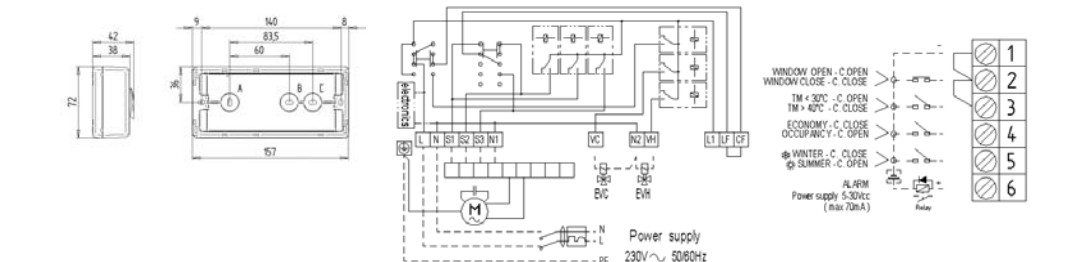 42
38
72
9
140
8
83,5
60
36
A
B
C
157
electronics
L
N
S1
S2
S3
N1
VC
N2
VH
L1
LF
CF
EVC
EVH
M
N
L
PE
Power supply
230V 50/60Hz
WINDOW OPEN - C. OPEN
WINDOW CLOSE - C. CLOSE
TM < 30°C - C. OPEN
TM > 40°C - C. CLOSE
ECONOMY - C. CLOSE
OCCUPANCY - C. OPEN
WINTER - C. CLOSE
SUMMER - C. OPEN
ALARM
Power supply 5-30Vcc
( max 70mA )
Relay
1
2
3
4
5
6